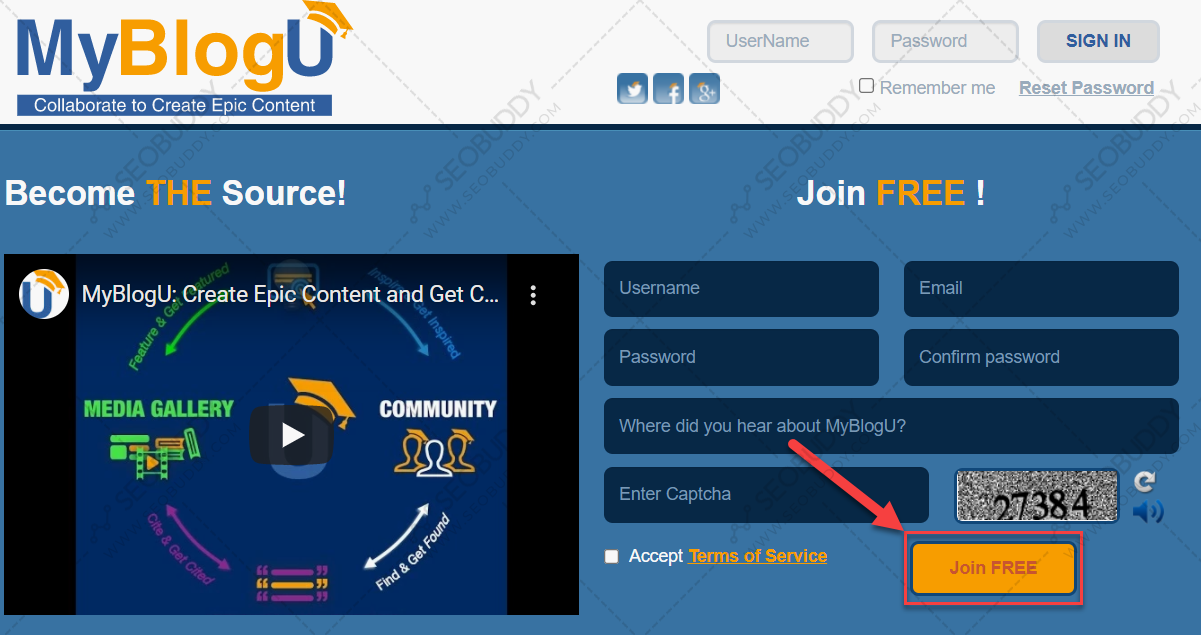 MyBlogU
Collaborate to Create Epic Content
UserName
Password
SIGN IN
Remember me
Reset Password
Become THE Source!
Join FREE !
MyBlogU: Create Epic Content and Get C...
Feature & Get Featured
Inspire & Get Inspired
MEDIA GALLERY
COMMUNITY
Cite & Get Cited
Find & Get Found
Username
Email
Password
Confirm password
Where did you hear about MyBlogU?
Enter Captcha
27384
Accept Terms of Service
Join FREE
SEOBUDDY
WWW.SEOBUDDY.COM